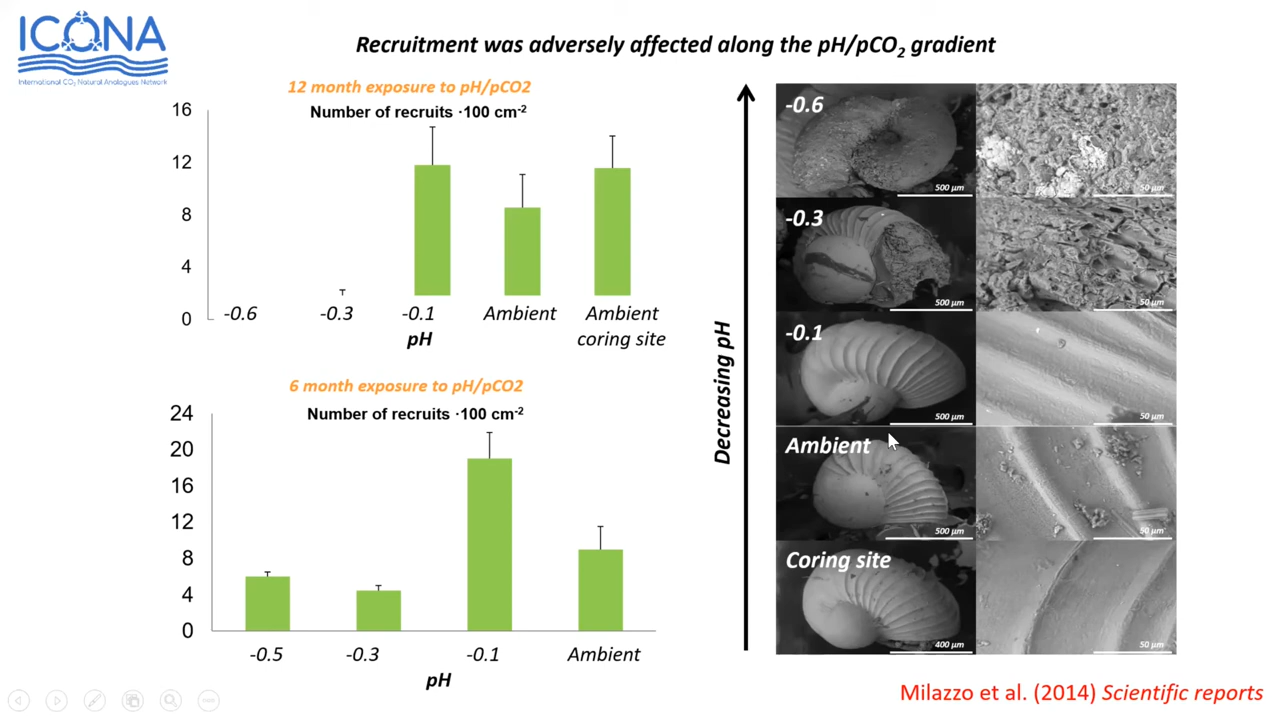 ICONA
International CO2 Natural Analogues Network
Recruitment was adversely affected along the pH/pCO2 gradient
12 month exposure to pH/pCO2
Number of recruits ·100 cm-2
16
12
8
4
0
-0.6
-0.3
-0.1
Ambient
Ambient
coring site
pH
6 month exposure to pH/pCO2
Number of recruits ·100 cm-2
24
20
16
12
8
4
0
-0.5
-0.3
-0.1
Ambient
pH
Decreasing pH
-0.6
500 µm
50 µm
-0.3
500 µm
50 µm
-0.1
500 µm
50 µm
Ambient
500 µm
50 µm
Coring site
400 µm
50 µm
Milazzo et al. (2014) Scientific reports